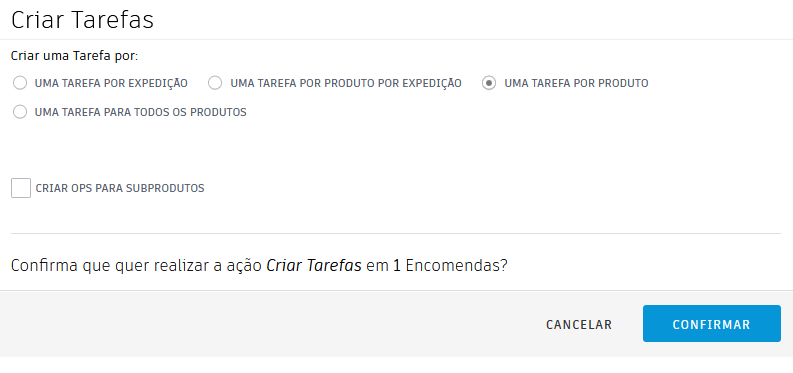 Criar Tarefas
Criar uma Tarefa por:
UMA TAREFA POR EXPEDIÇÃO UMA TAREFA POR PRODUTO POR EXPEDIÇÃO UMA TAREFA POR PRODUTO
UMA TAREFA PARA TODOS OS PRODUTOS
CRIAR OPS PARA SUBPRODUTOS
Confirma que quer realizar a ação Criar Tarefas em 1 Encomendas?
CANCELAR CONFIRMAR